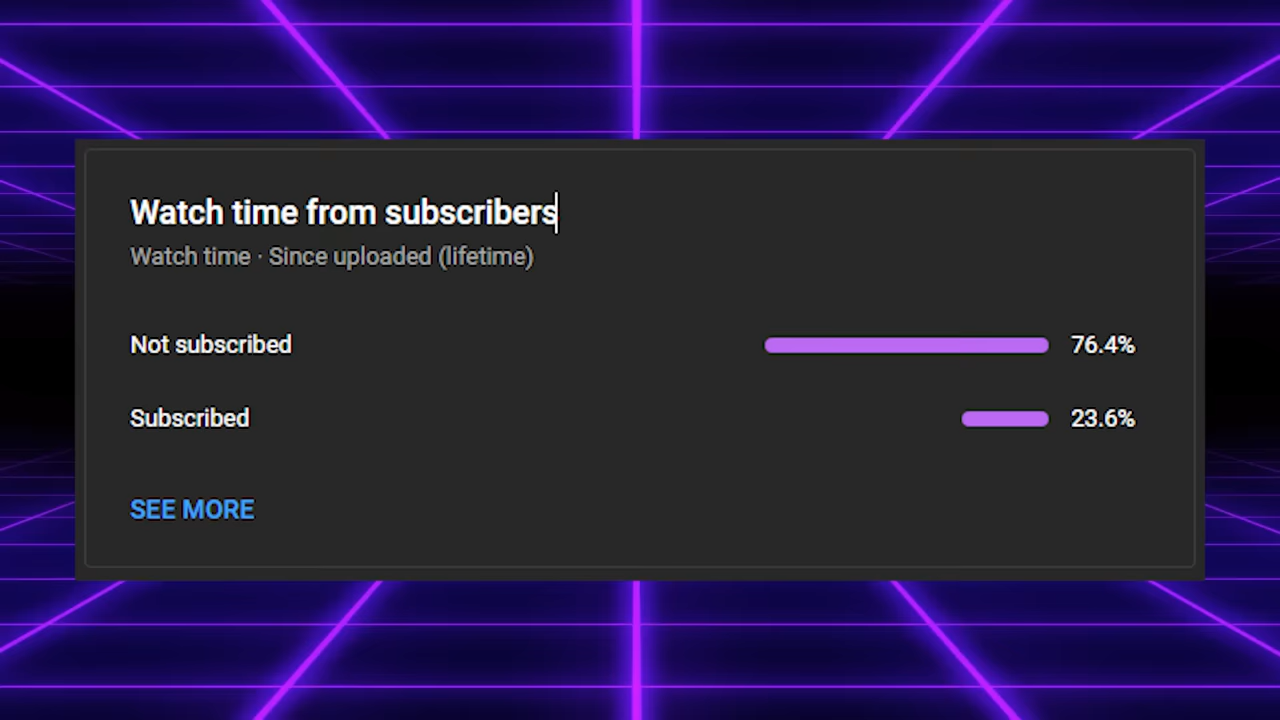 Watch time from subscribers
Watch time · Since uploaded (lifetime)
Not subscribed 76.4%
Subscribed 23.6%
SEE MORE